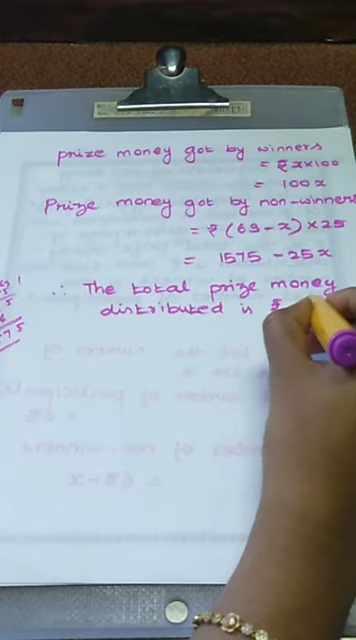 prize money got by winners
= ₹ x×100
= 100x
Prize money got by non-winners
= ₹ (63-x) × 25
= 1575 - 25x
∴ The total prize money
distributed is ₹